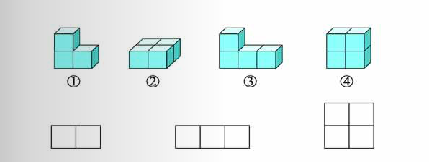 ① ② ③ ④